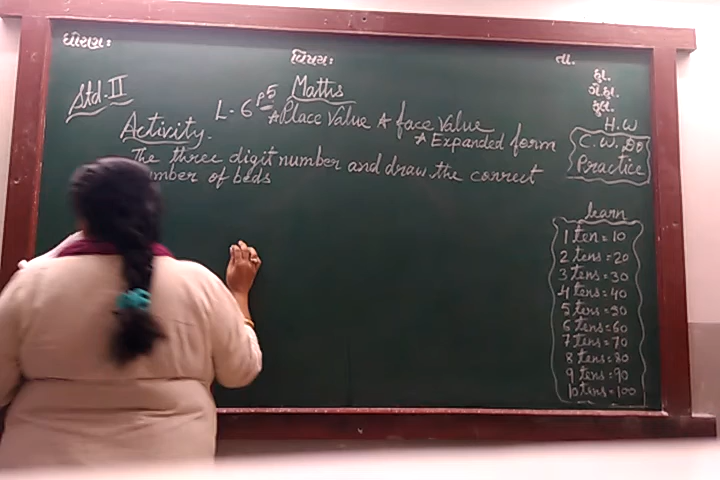 ધોરણ:
વિષય:
તા.
હા.
ગે.હા.
કુલ.
Std. II
Maths
L-6 P5 *Place Value * face Value
* Expanded form
H.W
C.W. Do
Practice
Activity.
The three digit number and draw the correct
number of beds
learn
1 ten = 10
2 tens = 20
3 tens = 30
4 tens = 40
5 tens = 50
6 tens = 60
7 tens = 70
8 tens = 80
9 tens = 90
10 tens = 100